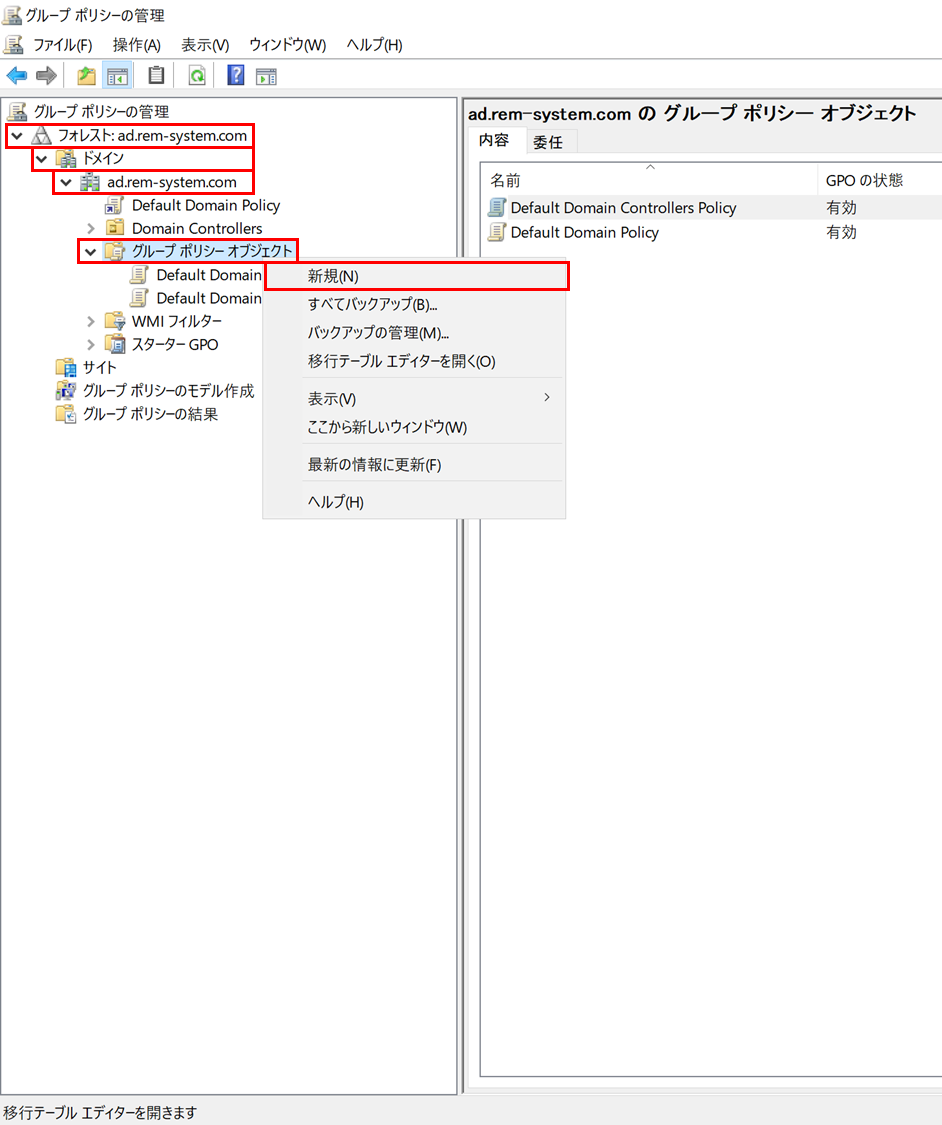 グループ ポリシーの管理
ファイル(F) 操作(A) 表示(V) ウィンドウ(W) ヘルプ(H)
グループ ポリシーの管理
フォレスト: ad.rem-system.com
ドメイン
ad.rem-system.com
Default Domain Policy
Domain Controllers
グループ ポリシー オブジェクト
Default Domain
Default Domain
WMI フィルター
スターター GPO
サイト
グループ ポリシーのモデル作成
グループ ポリシーの結果
新規(N)
すべてバックアップ(B)...
バックアップの管理(M)...
移行テーブル エディターを開く(O)
表示(V)
ここから新しいウィンドウ(W)
最新の情報に更新(F)
ヘルプ(H)
ad.rem-system.com の グループ ポリシー オブジェクト
内容 委任
名前 GPO の状態
Default Domain Controllers Policy 有効
Default Domain Policy 有効
移行テーブル エディターを開きます